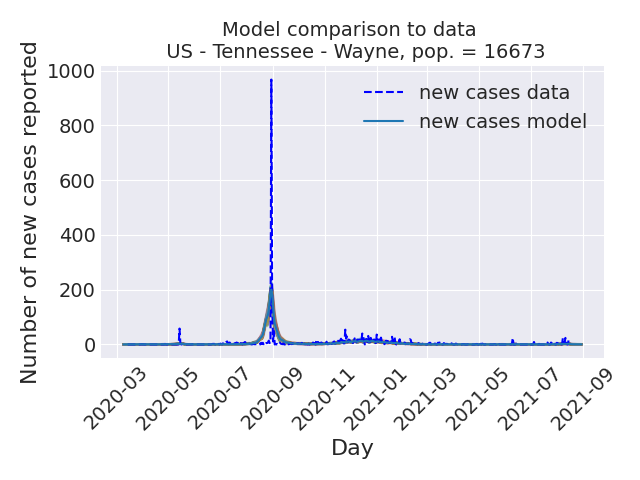 Model comparison to data
US - Tennessee - Wayne, pop. = 16673
Number of new cases reported
1000
800
600
400
200
0
new cases data
new cases model
2020-03
2020-05
2020-07
2020-09
2020-11
2021-01
2021-03
2021-05
2021-07
2021-09
Day